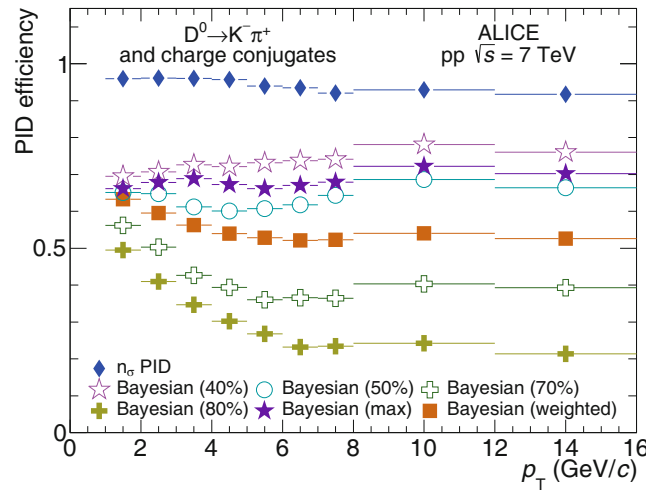 D⁰→K⁻π⁺
and charge conjugates
ALICE
pp √s = 7 TeV
PID efficiency
1
0.5
0
n_σ PID
Bayesian (40%) Bayesian (50%) Bayesian (70%)
Bayesian (80%) Bayesian (max) Bayesian (weighted)
0 2 4 6 8 10 12 14 16
p_T (GeV/c)